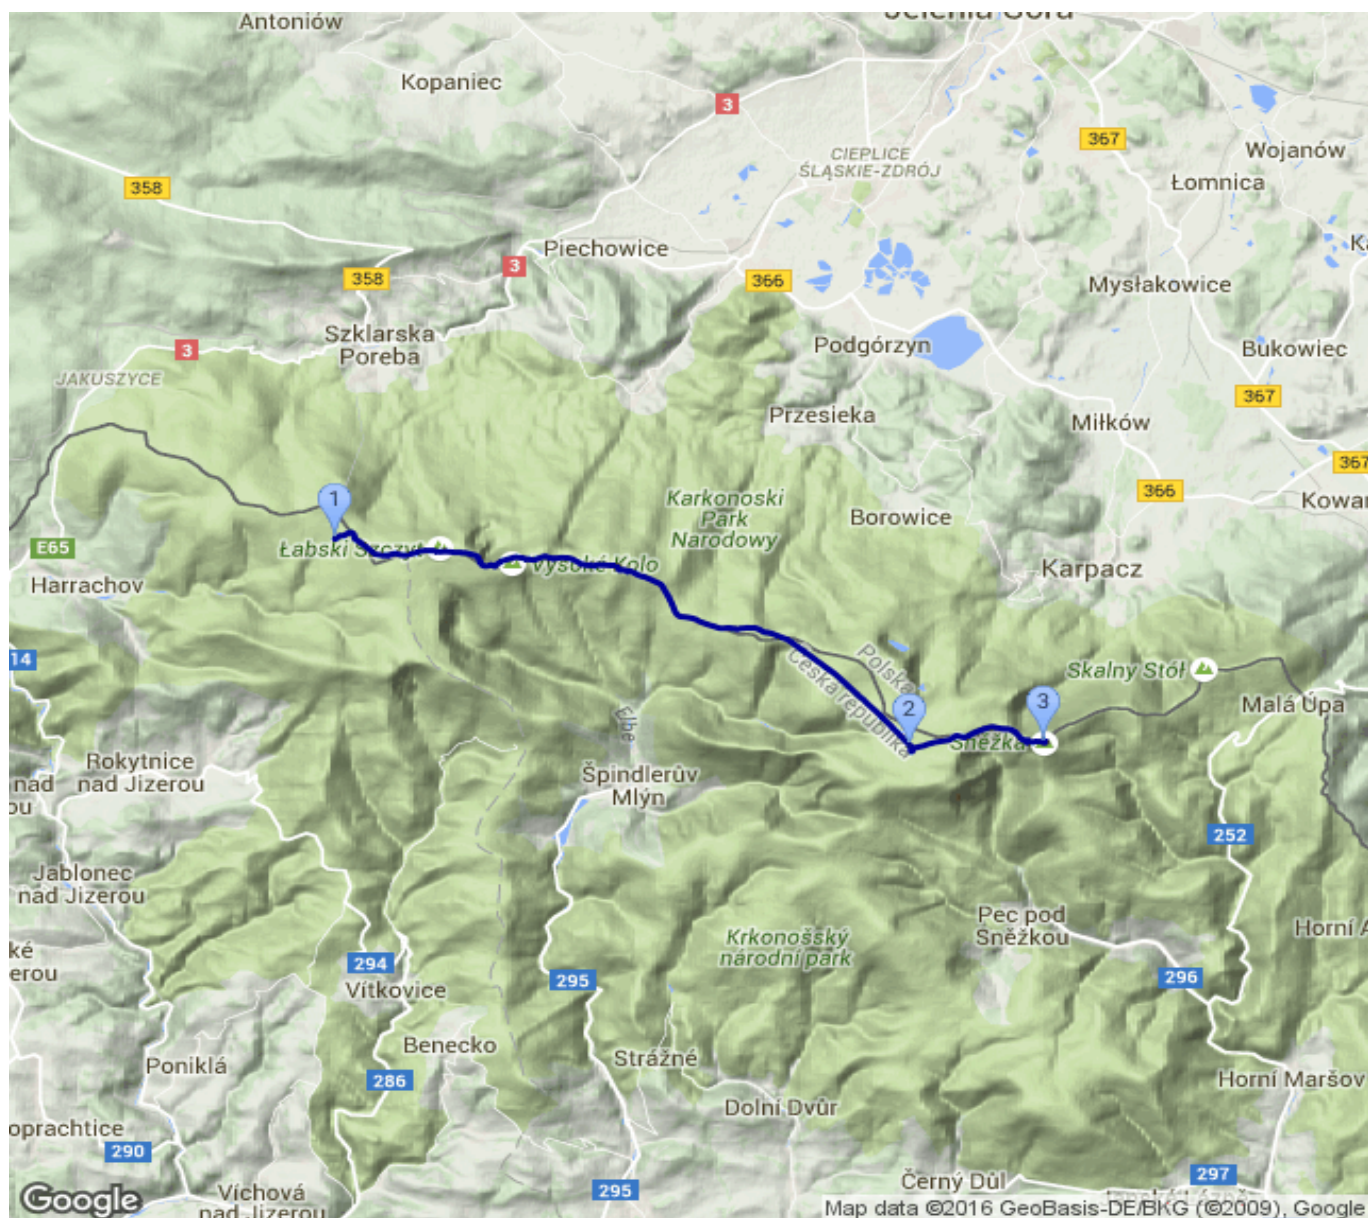 Antoniów
Jelenia Góra
Kopaniec
3
367
CIEPLICE
ŚLĄSKIE-ZDRÓJ
Wojanów
Łomnica
358
Piechowice
3
358
366
Mysłakowice
Szklarska
Poreba
Podgórzyn
Bukowiec
3
JAKUSZYCE
367
Przesieka
Miłków
367
366
Karkonoski
Park
Narodowy
Borowice
1
E65
Łabski Szczyt
Vysoké Kolo
Harrachov
Karpacz
14
Skalny Stół
Polska
Česká republika
2
3
Sněžka
Malá Úpa
Elbe
Rokytnice
nad Jizerou
nad
Špindlerův
Mlýn
252
Jablonec
nad Jizerou
Pec pod
Sněžkou
Krkonošský
národní park
294
295
296
Vítkovice
Benecko
Strážné
Poniklá
286
Dolní Dvůr
Horní Maršov
290
297
Černý Důl
295
Víchová
nad Jizerou
Google
Map data ©2016 GeoBasis-DE/BKG (©2009), Google